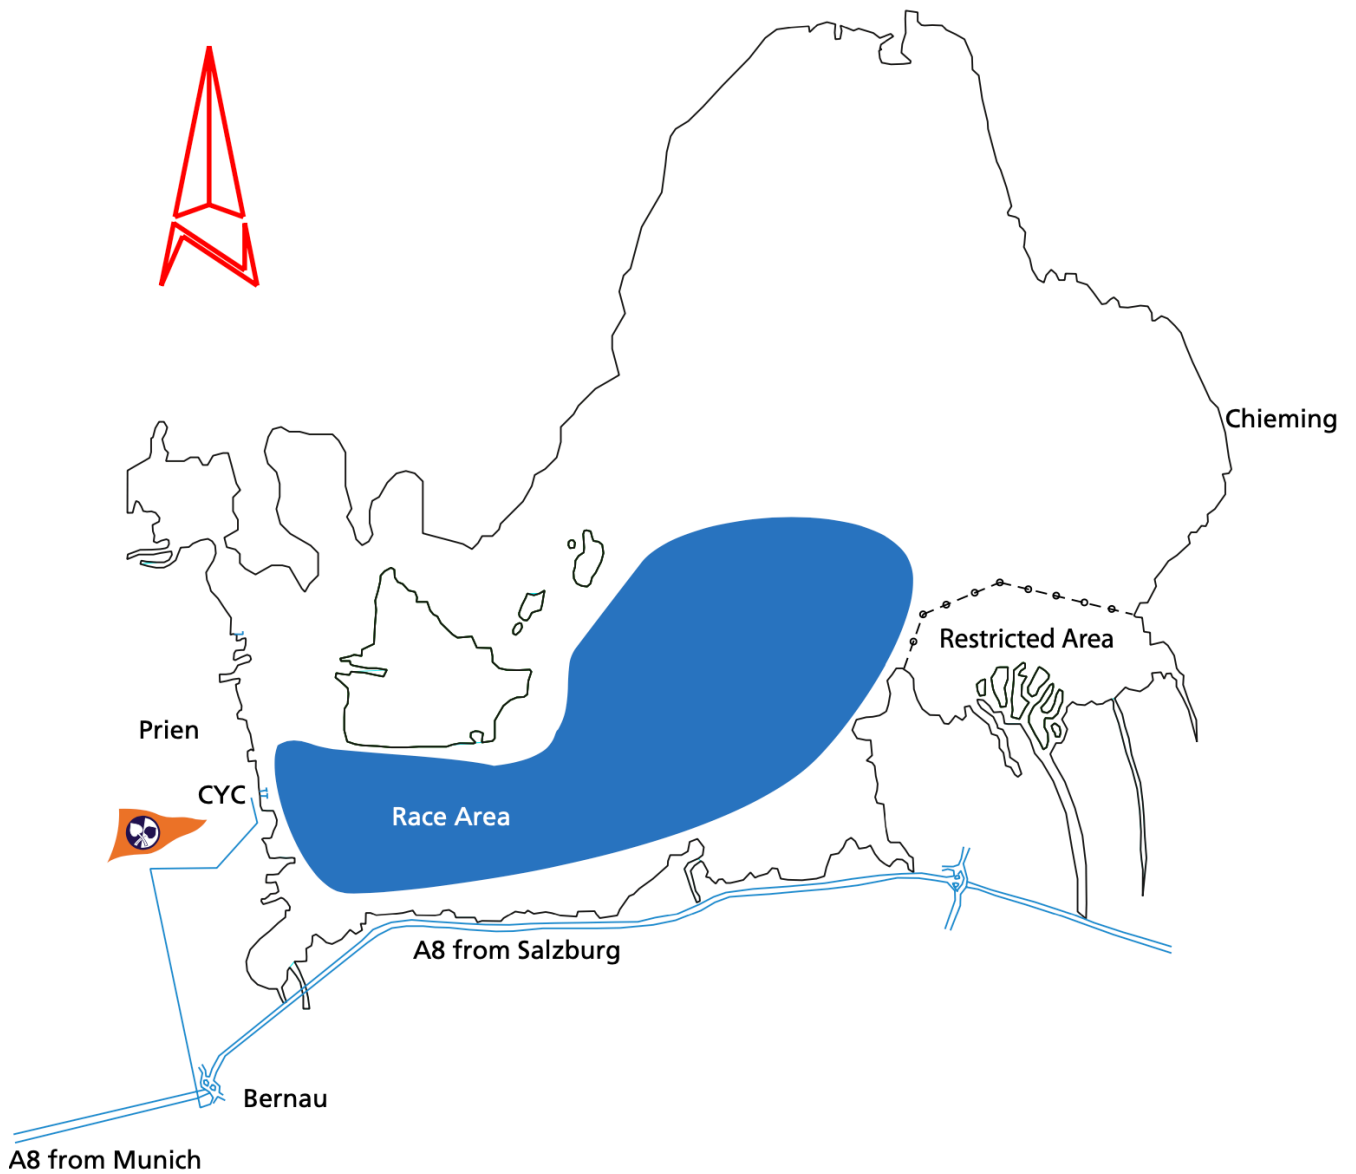 Chieming
Restricted Area
Prien
CYC
Race Area
A8 from Salzburg
Bernau
A8 from Munich